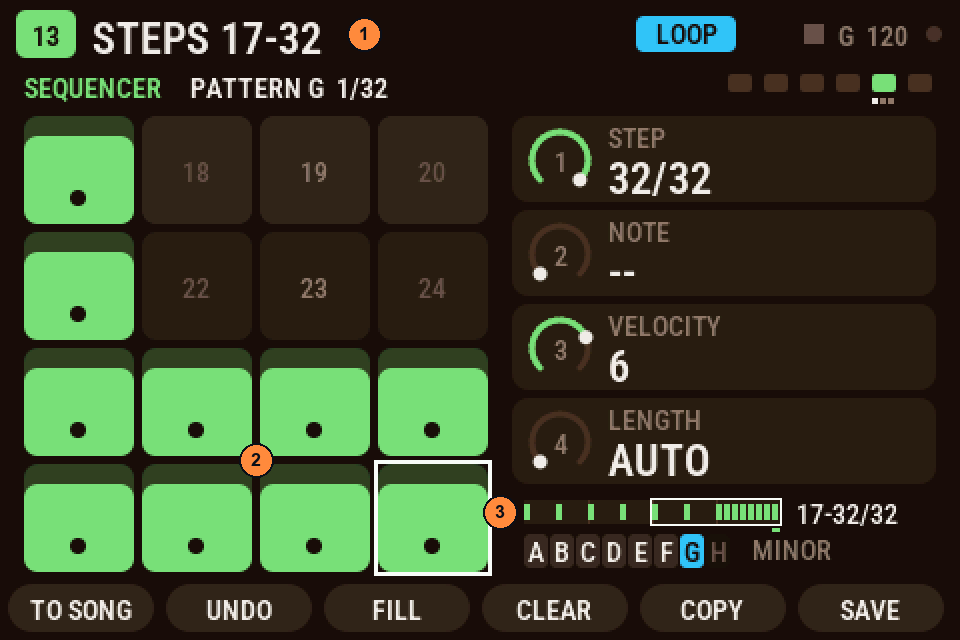 13 STEPS 17-32 1 LOOP G 120
SEQUENCER PATTERN G 1/32
18 19 20
22 23 24
2
1 STEP
32/32
2 NOTE
--
3 VELOCITY
6
4 LENGTH
AUTO
3 17-32/32
A B C D E F G H MINOR
TO SONG UNDO FILL CLEAR COPY SAVE